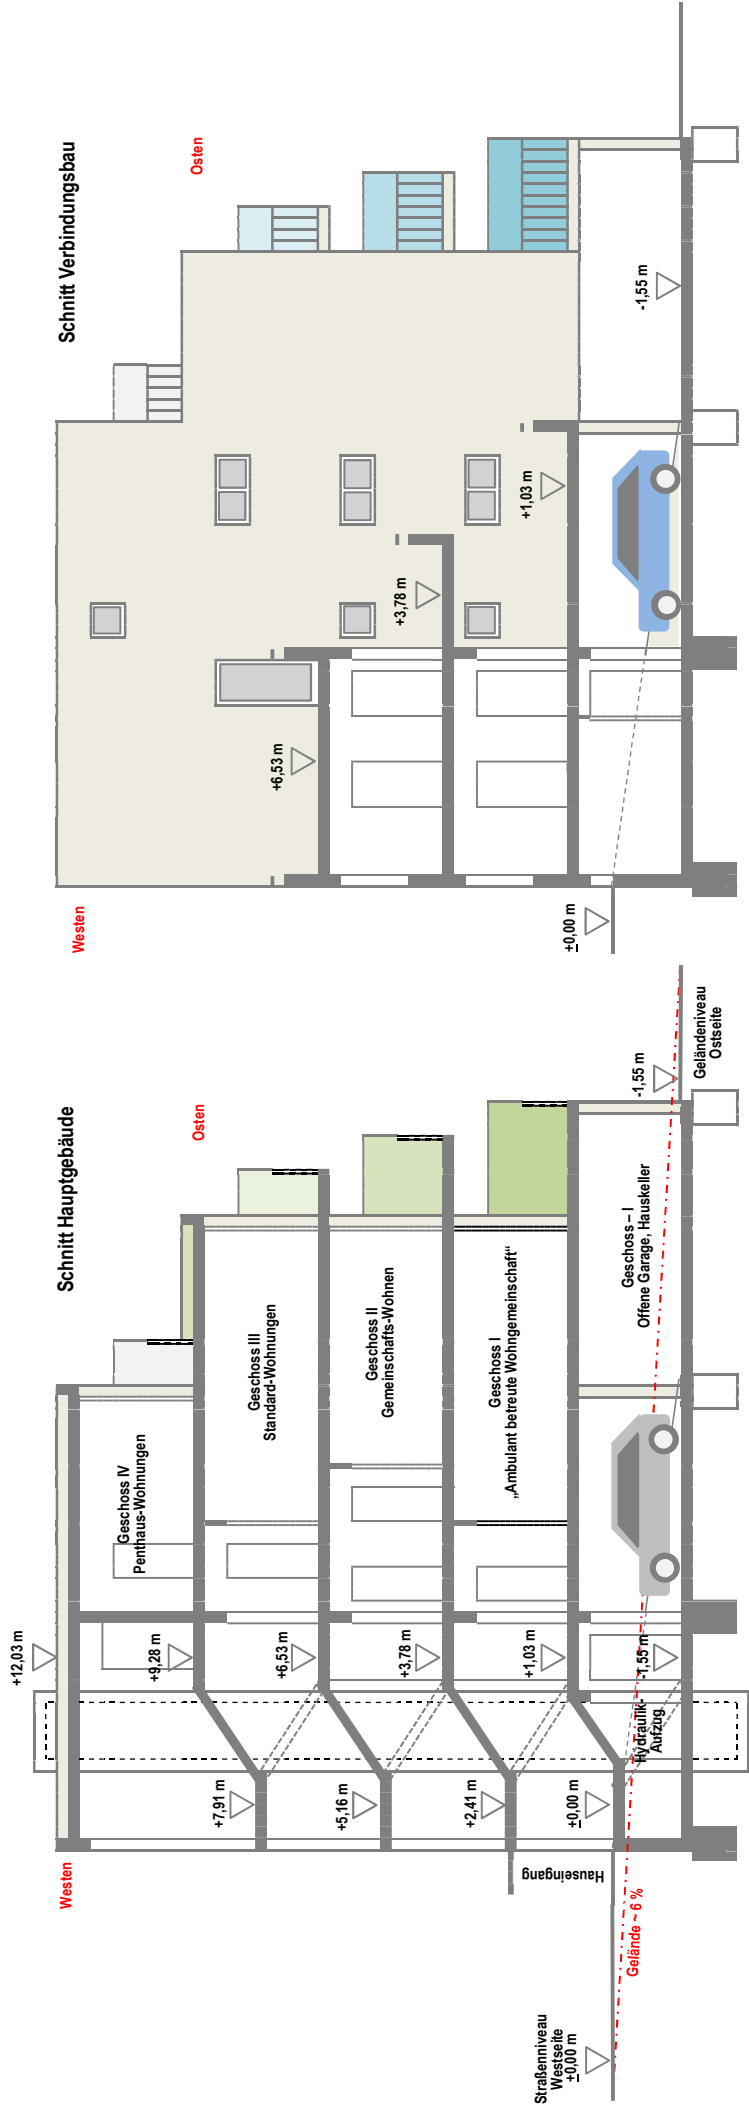 Schnitt Hauptgebäude
Westen
Osten
+12,03 m
Geschoss IV
Penthaus-Wohnungen
+9,28 m
+7,91 m
Geschoss III
Standard-Wohnungen
+6,53 m
+5,16 m
Geschoss II
Gemeinschafts-Wohnen
+3,78 m
+2,41 m
Geschoss I
„Ambulant betreute Wohngemeinschaft“
+1,03 m
±0,00 m
Hauseingang
Straßenniveau
Westseite
±0,00 m
Gelände ~ 6 %
Hydraulik-
Aufzug
-1,55 m
Geschoss – I
Offene Garage, Hauskeller
-1,55 m
Geländeniveau
Ostseite
Schnitt Verbindungsbau
Westen
Osten
+6,53 m
+3,78 m
+1,03 m
±0,00 m
-1,55 m